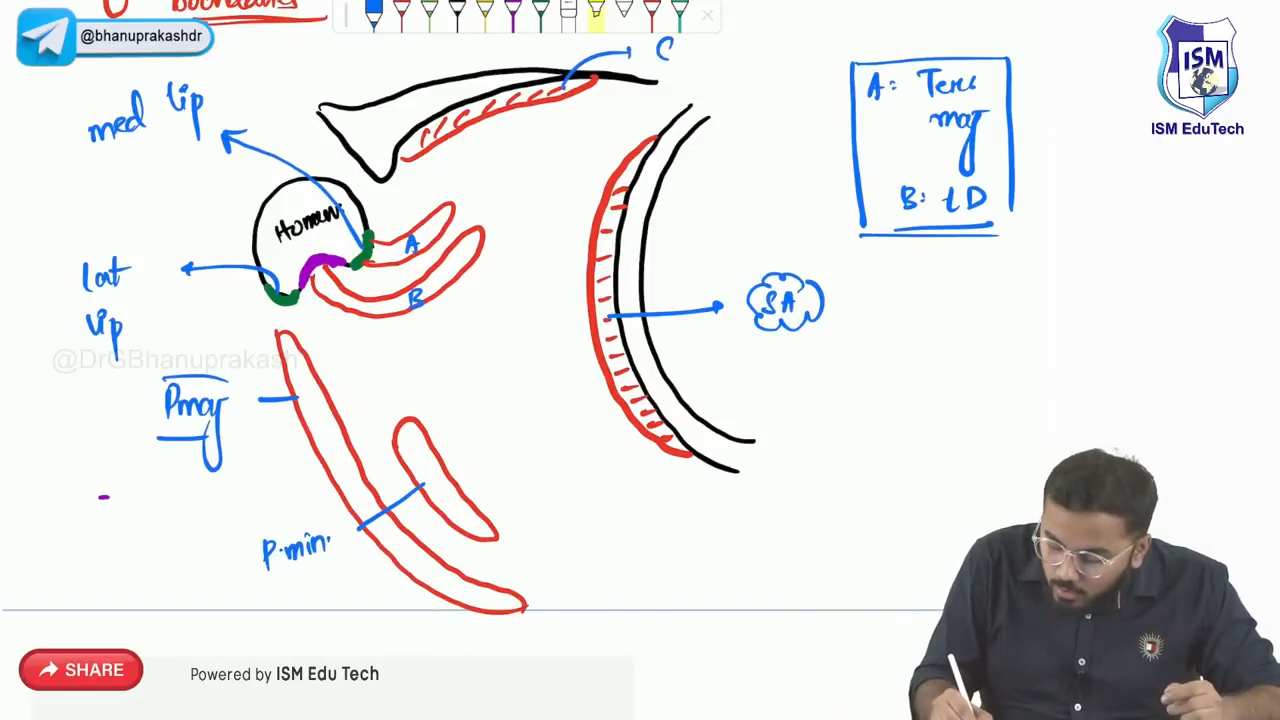 Boundaries
@bhanuprakashdr
C
ISM
ISM EduTech
A: Teres
maj
B: LD
med lip
Humerus
A
B
lat
lip
SA
@DrGBhanuprakash
Pmaj
P.min.
SHARE
Powered by ISM Edu Tech